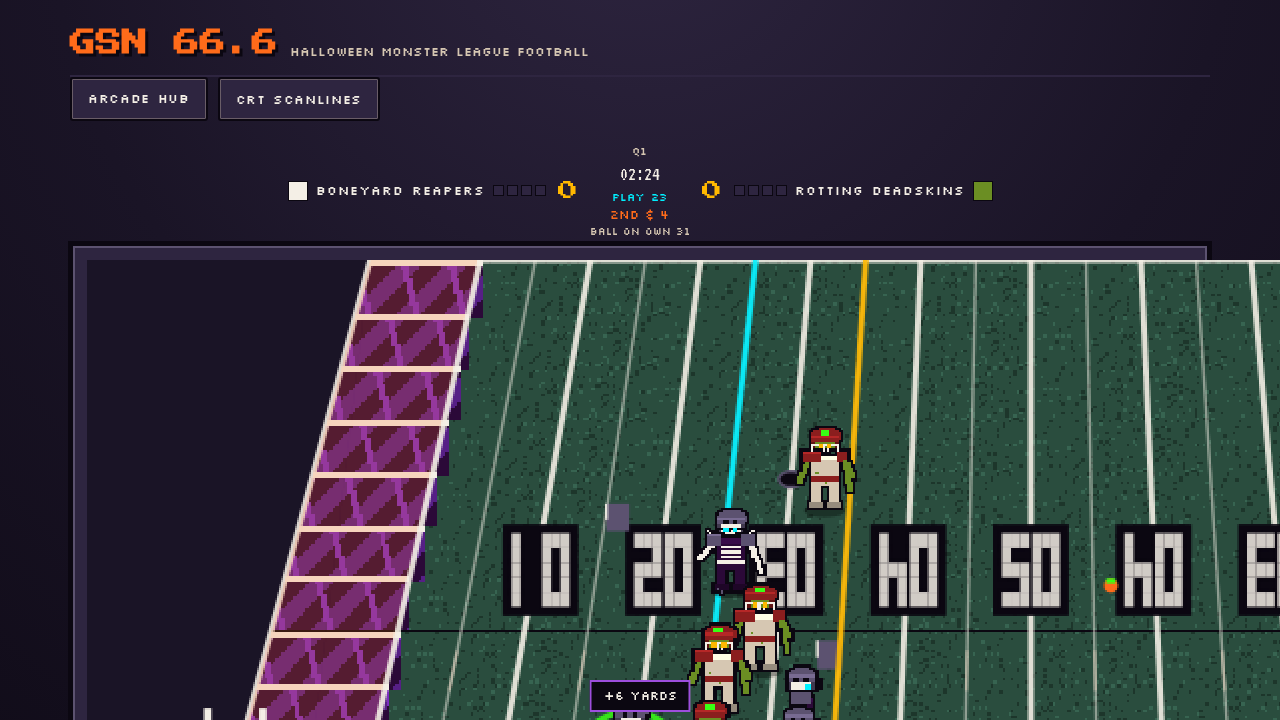 GSN 66.6
HALLOWEEN MONSTER LEAGUE FOOTBALL
ARCADE HUB
CRT SCANLINES
Q1
02:24
BONEYARD REAPERS 0
0 ROTTING DEADSKINS
PLAY 23
2ND & 4
BALL ON OWN 31
10 20 30 40 50 40
+6 YARDS